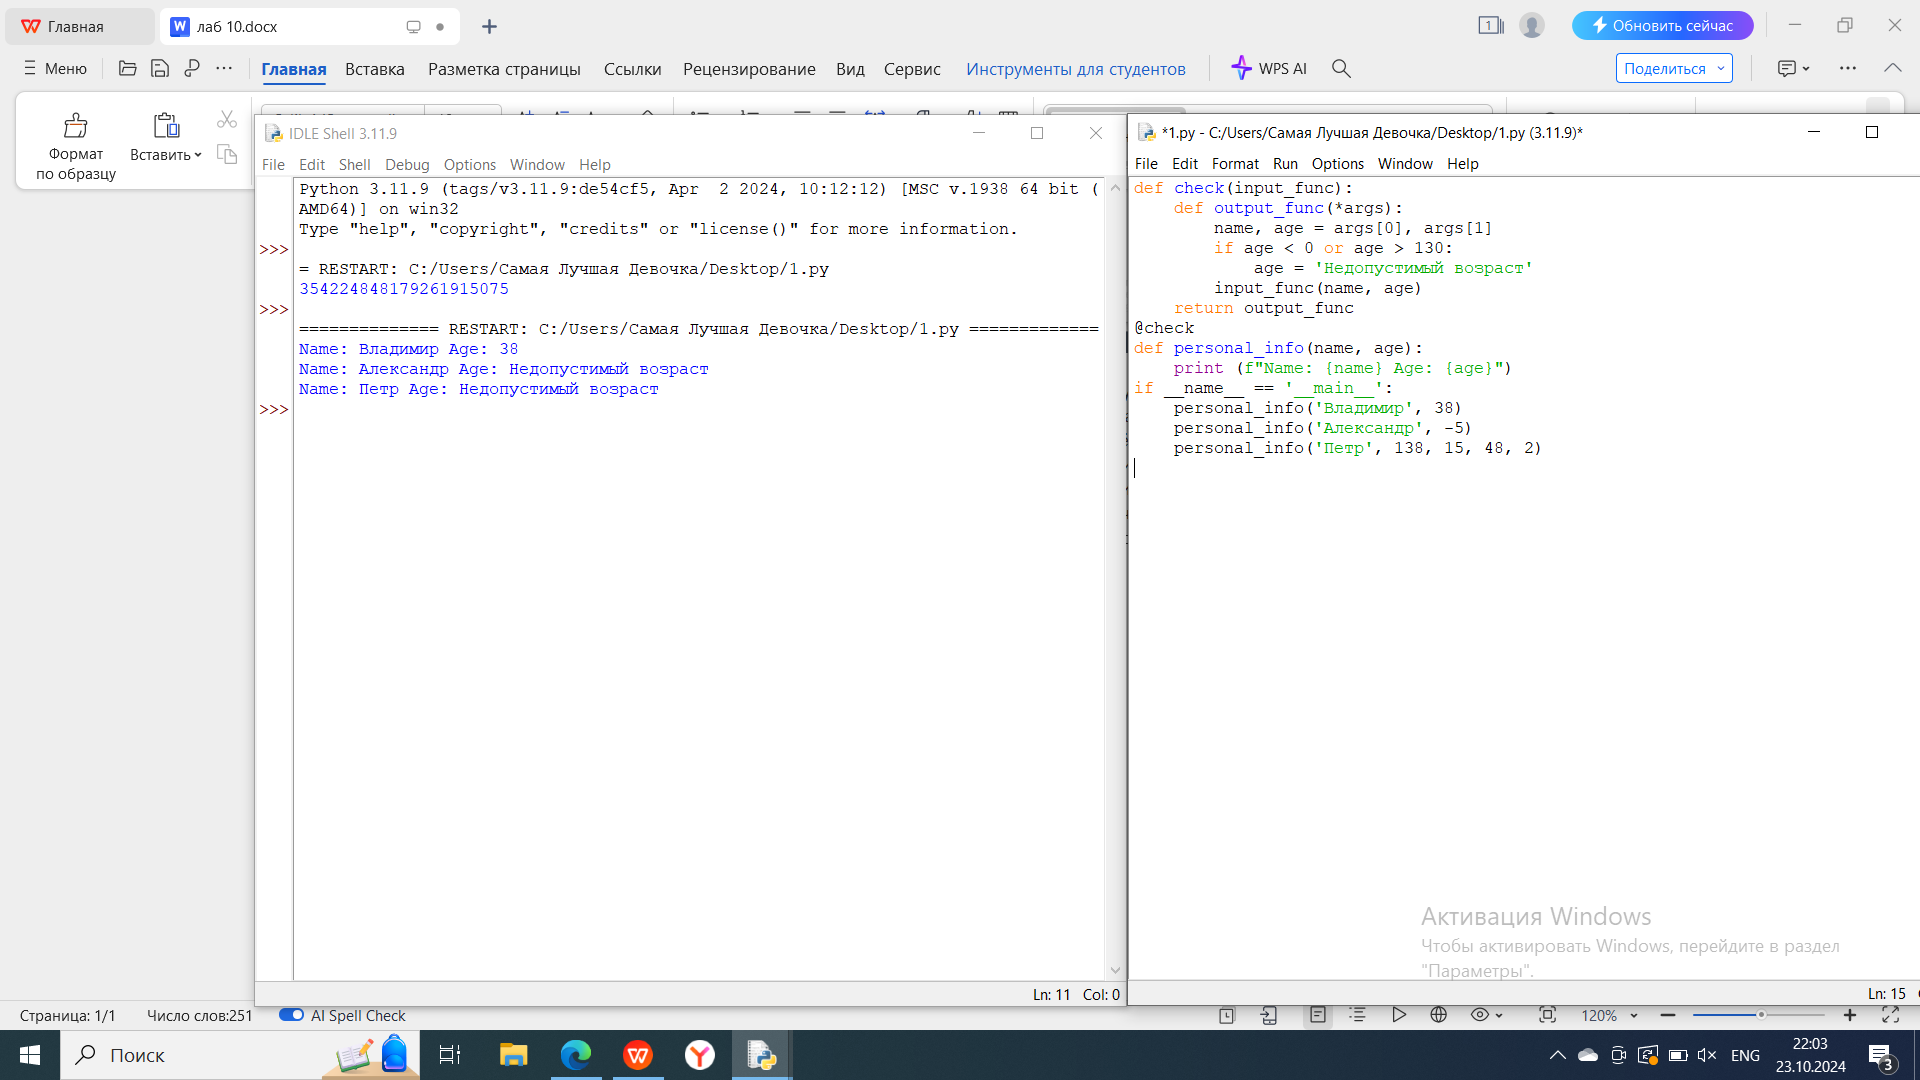 Главная
лаб 10.docx
1
Обновить сейчас
Меню
Главная Вставка Разметка страницы Ссылки Рецензирование Вид Сервис Инструменты для студентов WPS AI
Поделиться
Формат
по образцу
Вставить
IDLE Shell 3.11.9
File Edit Shell Debug Options Window Help
Python 3.11.9 (tags/v3.11.9:de54cf5, Apr  2 2024, 10:12:12) [MSC v.1938 64 bit (
AMD64)] on win32
Type "help", "copyright", "credits" or "license()" for more information.
>>>
= RESTART: C:/Users/Самая Лучшая Девочка/Desktop/1.py
354224848179261915075
>>>
============== RESTART: C:/Users/Самая Лучшая Девочка/Desktop/1.py =============
Name: Владимир Age: 38
Name: Александр Age: Недопустимый возраст
Name: Петр Age: Недопустимый возраст
>>>
Ln: 11 Col: 0
*1.py - C:/Users/Самая Лучшая Девочка/Desktop/1.py (3.11.9)*
File Edit Format Run Options Window Help
def check(input_func):
    def output_func(*args):
        name, age = args[0], args[1]
        if age < 0 or age > 130:
            age = 'Недопустимый возраст'
        input_func(name, age)
    return output_func
@check
def personal_info(name, age):
    print (f"Name: {name} Age: {age}")
if __name__ == '__main__':
    personal_info('Владимир', 38)
    personal_info('Александр', -5)
    personal_info('Петр', 138, 15, 48, 2)
Активация Windows
Чтобы активировать Windows, перейдите в раздел
"Параметры".
Ln: 15
Страница: 1/1 Число слов:251 AI Spell Check
120%
Поиск
ENG
22:03
23.10.2024
3